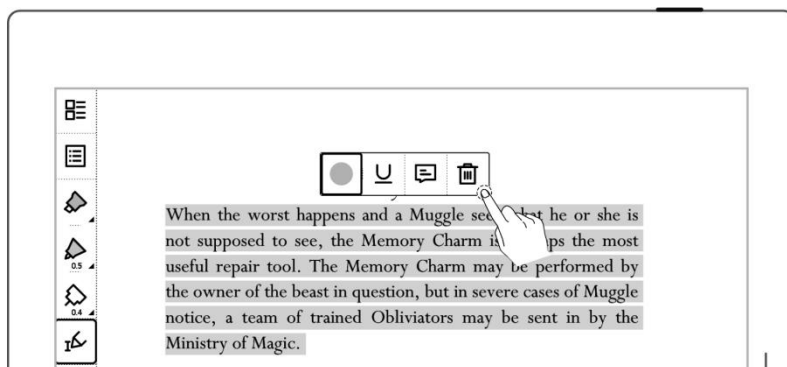 When the worst happens and a Muggle see hat he or she is
not supposed to see, the Memory Charm is ps the most
0.5
useful repair tool. The Memory Charm may be performed by
the owner of the beast in question, but in severe cases of Muggle
0.4
notice, a team of trained Obliviators may be sent in by the
Ministry of Magic.